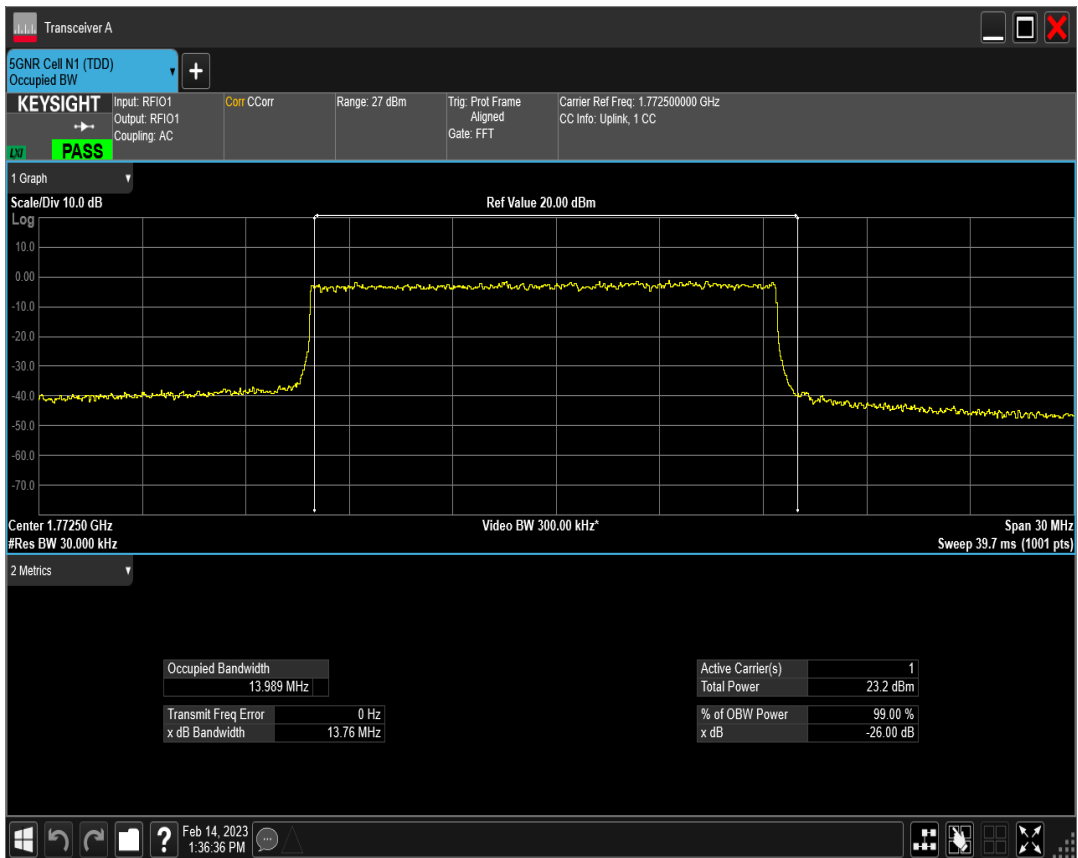 Transceiver A
5GNR Cell N1 (TDD)
Occupied BW
+
KEYSIGHT
LXI
PASS
Input: RFIO1
Output: RFIO1
Coupling: AC
Corr CCorr
Range: 27 dBm
Trig: Prot Frame
Aligned
Gate: FFT
Carrier Ref Freq: 1.772500000 GHz
CC Info: Uplink, 1 CC
1 Graph
Scale/Div 10.0 dB
Ref Value 20.00 dBm
Log
10.0
0.00
-10.0
-20.0
-30.0
-40.0
-50.0
-60.0
-70.0
Center 1.77250 GHz
Video BW 300.00 kHz*
Span 30 MHz
#Res BW 30.000 kHz
Sweep 39.7 ms (1001 pts)
2 Metrics
Occupied Bandwidth
13.989 MHz
Transmit Freq Error 0 Hz
x dB Bandwidth 13.76 MHz
Active Carrier(s) 1
Total Power 23.2 dBm
% of OBW Power 99.00 %
x dB -26.00 dB
?
Feb 14, 2023
1:36:36 PM